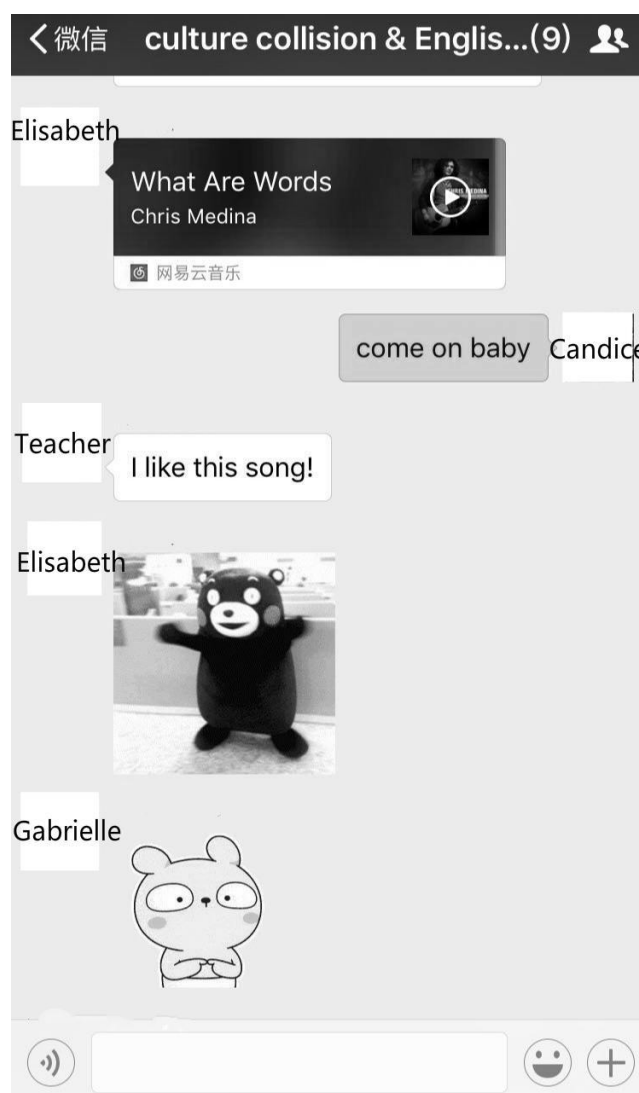 微信 culture collision & Englis...(9)
Elisabeth
What Are Words
Chris Medina
网易云音乐
come on baby
Candice
Teacher
I like this song!
Elisabeth
Gabrielle